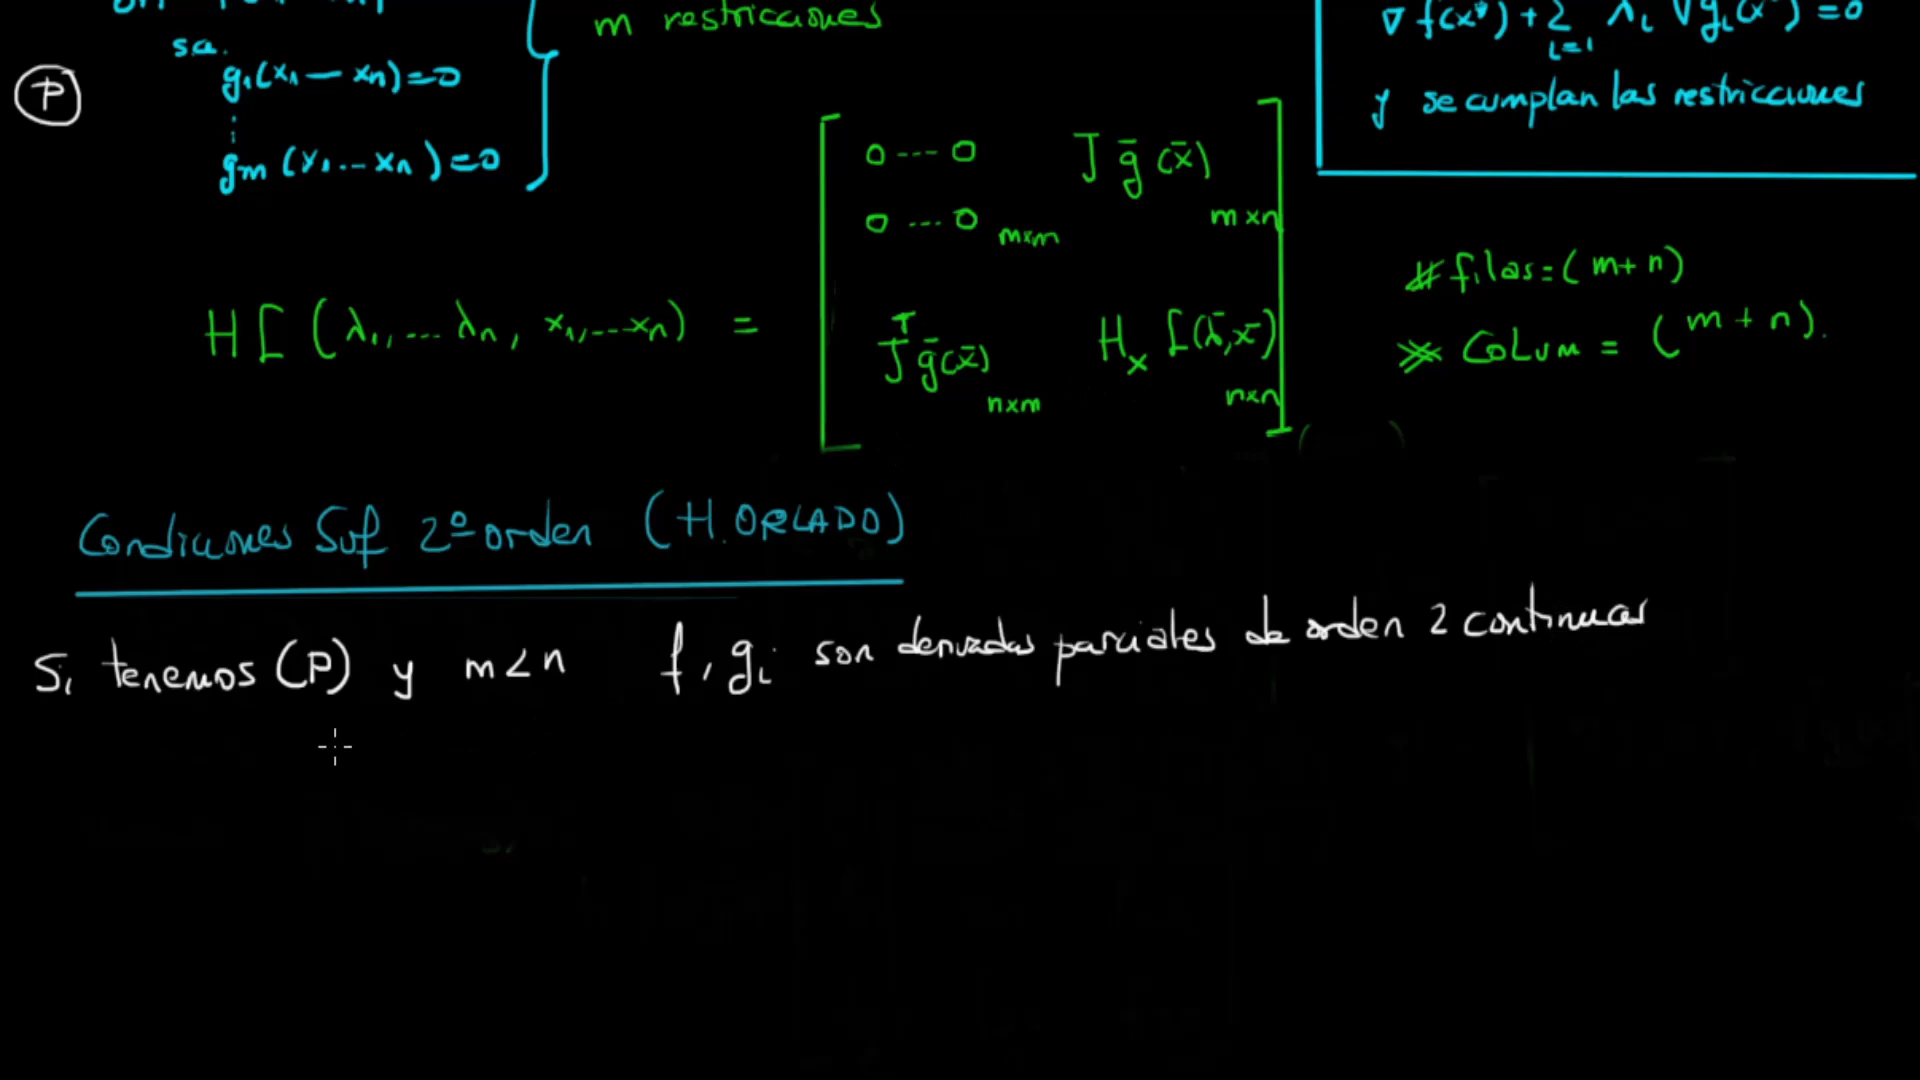 m restricciones
s.a.
g₁(x₁ — xn)=0
⋮
gm (x₁ ... xn)=0
P
∇ f(x*) + Σ i=1 λi ∇gi(x*) = 0
y se cumplan las restricciones
0 --- 0 J ḡ (x̄) m×n
0 --- 0 m×m
H L (λ₁, ... λn, x₁, --- xn) =
Jᵀ ḡ(x̄) n×m Hx L(λ̄, x̄) n×n
# filas = (m+n)
# Colum = (m+n).
Condiciones Suf 2º orden (H. ORLADO)
Si tenemos (P) y m<n f, gi son derivadas parciales de orden 2 continuas